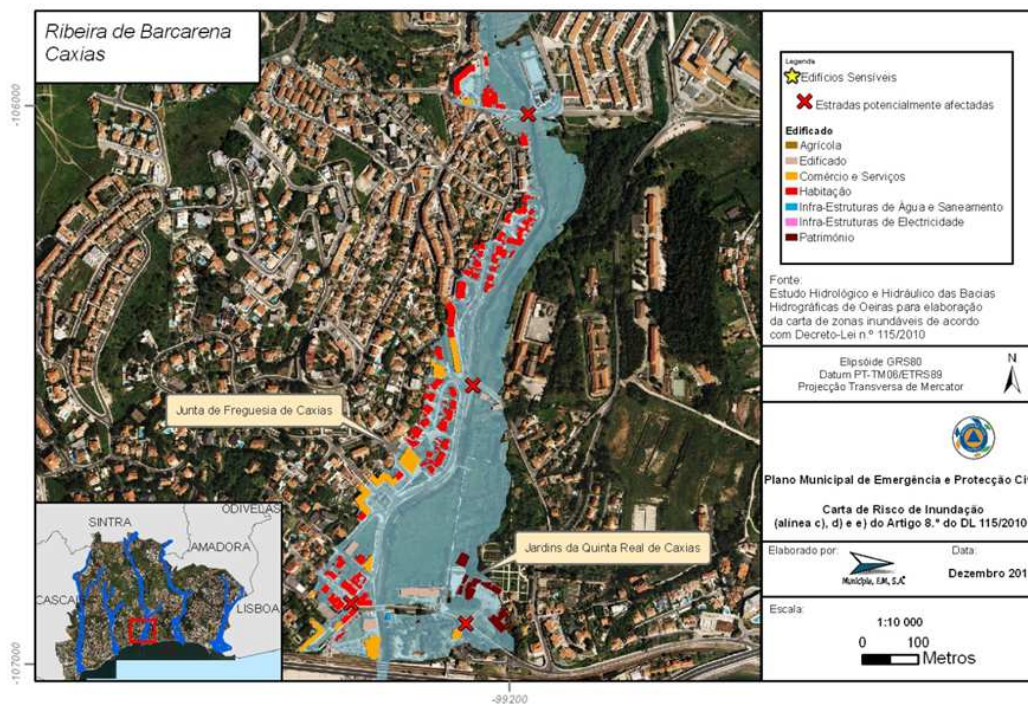 Ribeira de Barcarena
Caxias
-106000
-107000
-99200
Junta de Freguesia de Caxias
Jardins da Quinta Real de Caxias
SINTRA
ODIVELAS
AMADORA
CASCAI
LISBOA
Legenda
Edifícios Sensíveis
Estradas potencialmente afectadas
Edificado
Agrícola
Edificado
Comércio e Serviços
Habitação
Infra-Estruturas de Água e Saneamento
Infra-Estruturas de Electricidade
Património
Fonte:
Estudo Hidrológico e Hidráulico das Bacias
Hidrográficas de Oeiras para elaboração
da carta de zonas inundáveis de acordo
com Decreto-Lei n.º 115/2010
Elipsóide GRS80
Datum PT-TM06/ETRS89
Projecção Transversa de Mercator
N
Plano Municipal de Emergência e Protecção Civ
Carta de Risco de Inundação
(alínea c), d) e e) do Artigo 8.º do DL 115/2010
Elaborado por:
Municípia, E.M, S.A.
Data:
Dezembro 201
Escala:
1:10 000
0 100
Metros